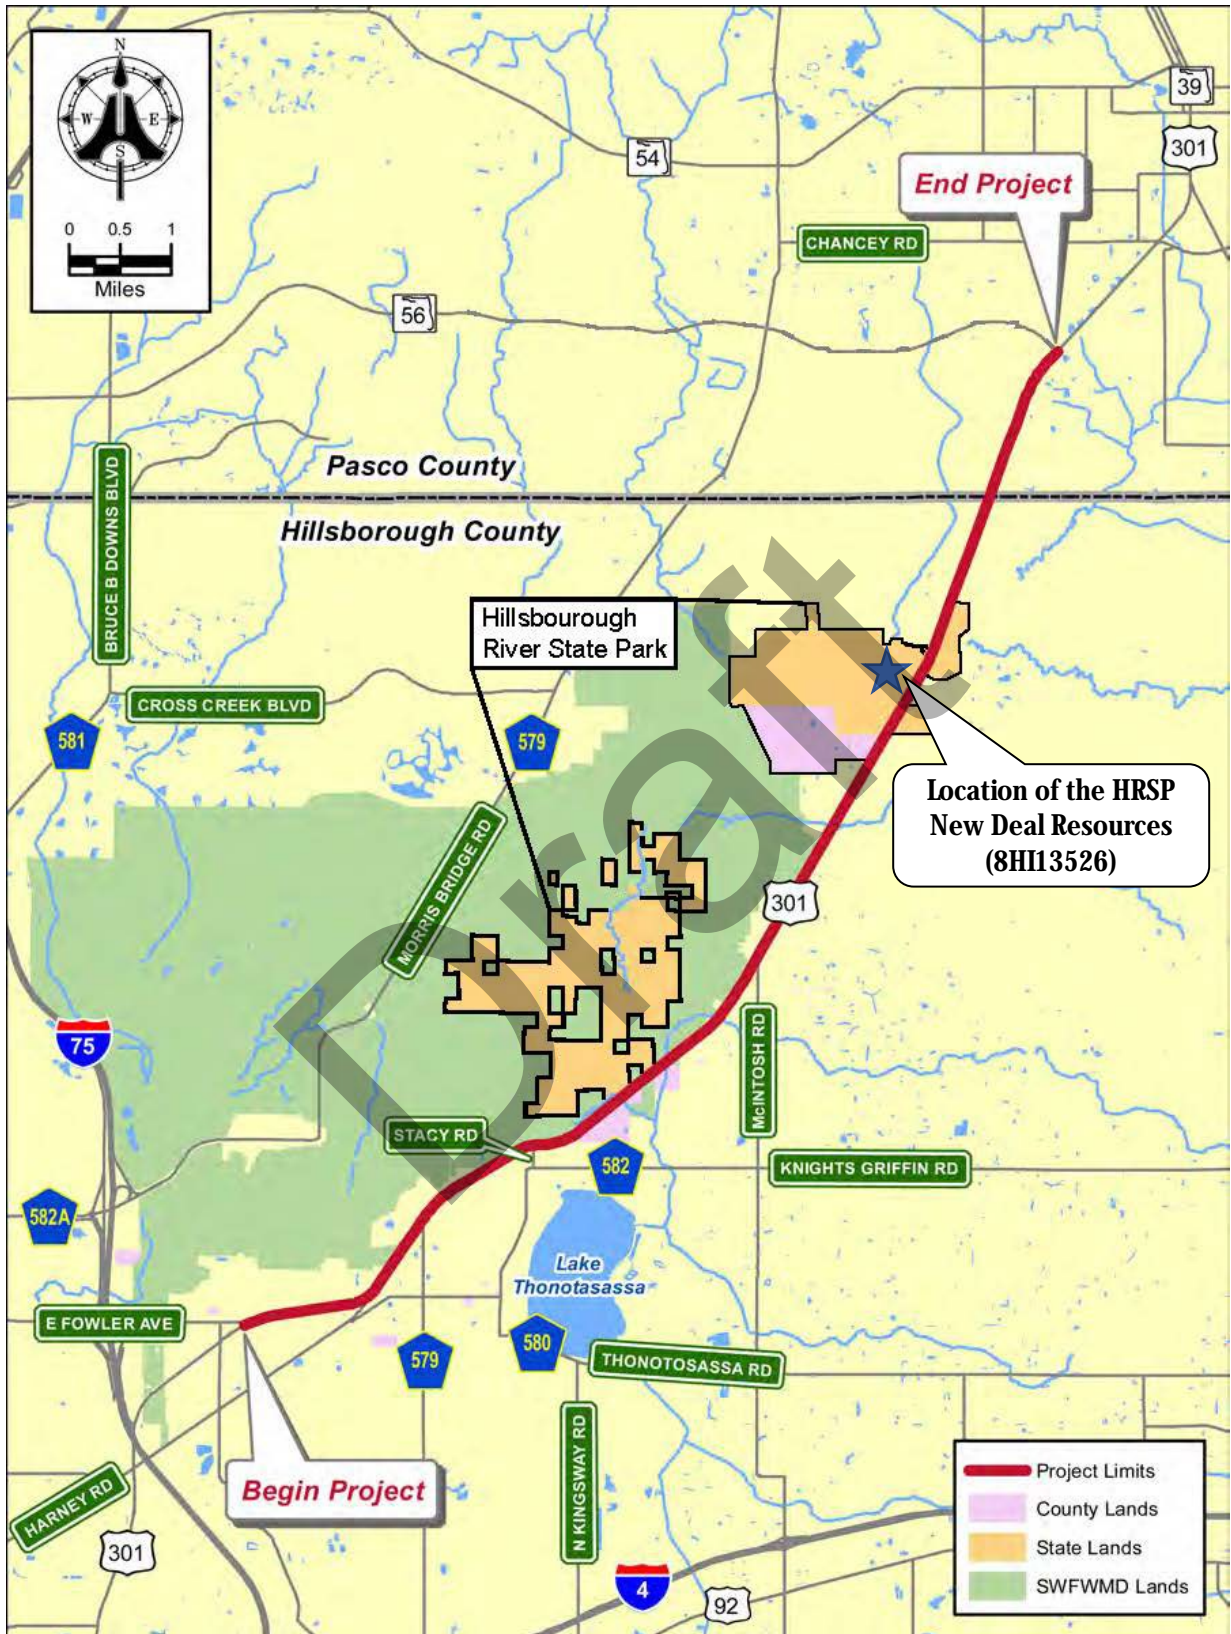 N
W
E
S
0 0.5 1
Miles
39
301
54
End Project
CHANCEY RD
56
BRUCE B DOWNS BLVD
Pasco County
Hillsborough County
Hillsbourough
River State Park
CROSS CREEK BLVD
581
579
Location of the HRSP
New Deal Resources
(8HI13526)
MORRIS BRIDGE RD
301
Draft
75
McINTOSH RD
STACY RD
582
KNIGHTS GRIFFIN RD
582A
Lake
Thonotasassa
E FOWLER AVE
579
580
THONOTOSASSA RD
N KINGSWAY RD
Begin Project
HARNEY RD
301
4
92
Project Limits
County Lands
State Lands
SWFWMD Lands